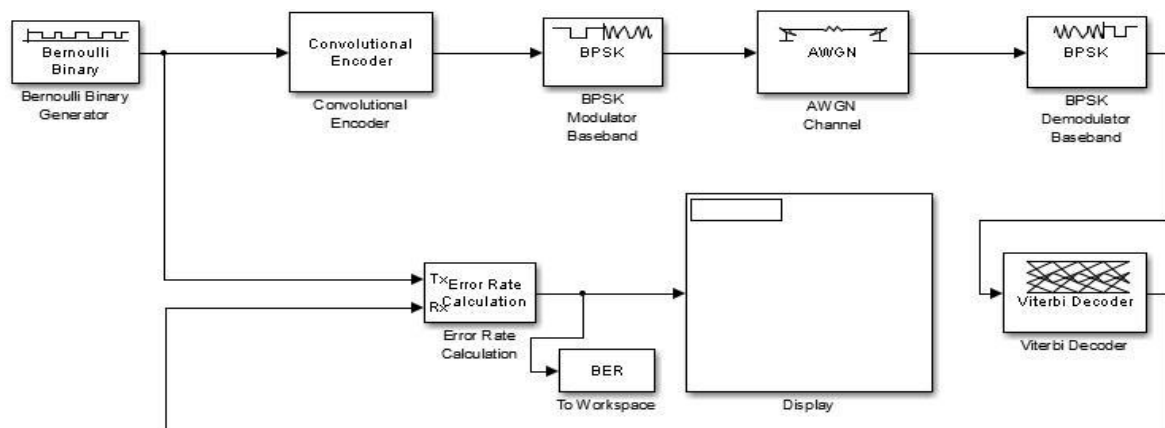 Bernoulli
Binary
Bernoulli Binary
Generator
Convolutional
Encoder
Convolutional
Encoder
BPSK
BPSK
Modulator
Baseband
AWGN
AWGN
Channel
BPSK
BPSK
Demodulator
Baseband
Tx
Rx
Error Rate
Calculation
Error Rate
Calculation
BER
To Workspace
Display
Viterbi Decoder
Viterbi Decoder